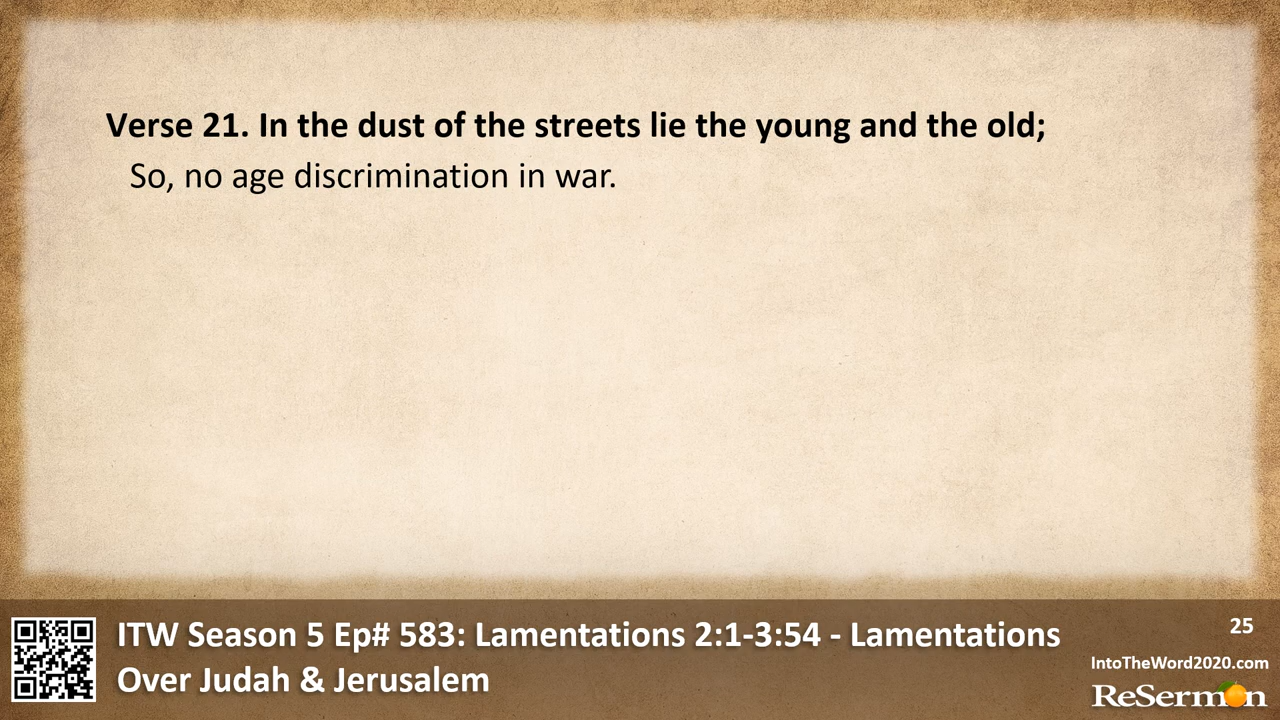 Verse 21. In the dust of the streets lie the young and the old;
So, no age discrimination in war.
ITW Season 5 Ep# 583: Lamentations 2:1-3:54 - Lamentations
Over Judah & Jerusalem
25
IntoTheWord2020.com
ReSermon